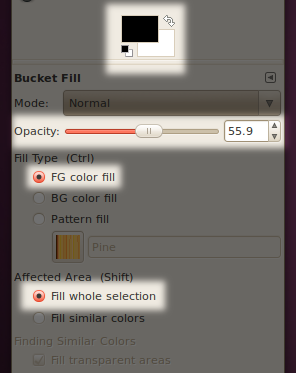 Bucket Fill
Mode: Normal
Opacity: 55.9
Fill Type (Ctrl)
FG color fill
BG color fill
Pattern fill
Pine
Affected Area (Shift)
Fill whole selection
Fill similar colors
Finding Similar Colors
Fill transparent areas